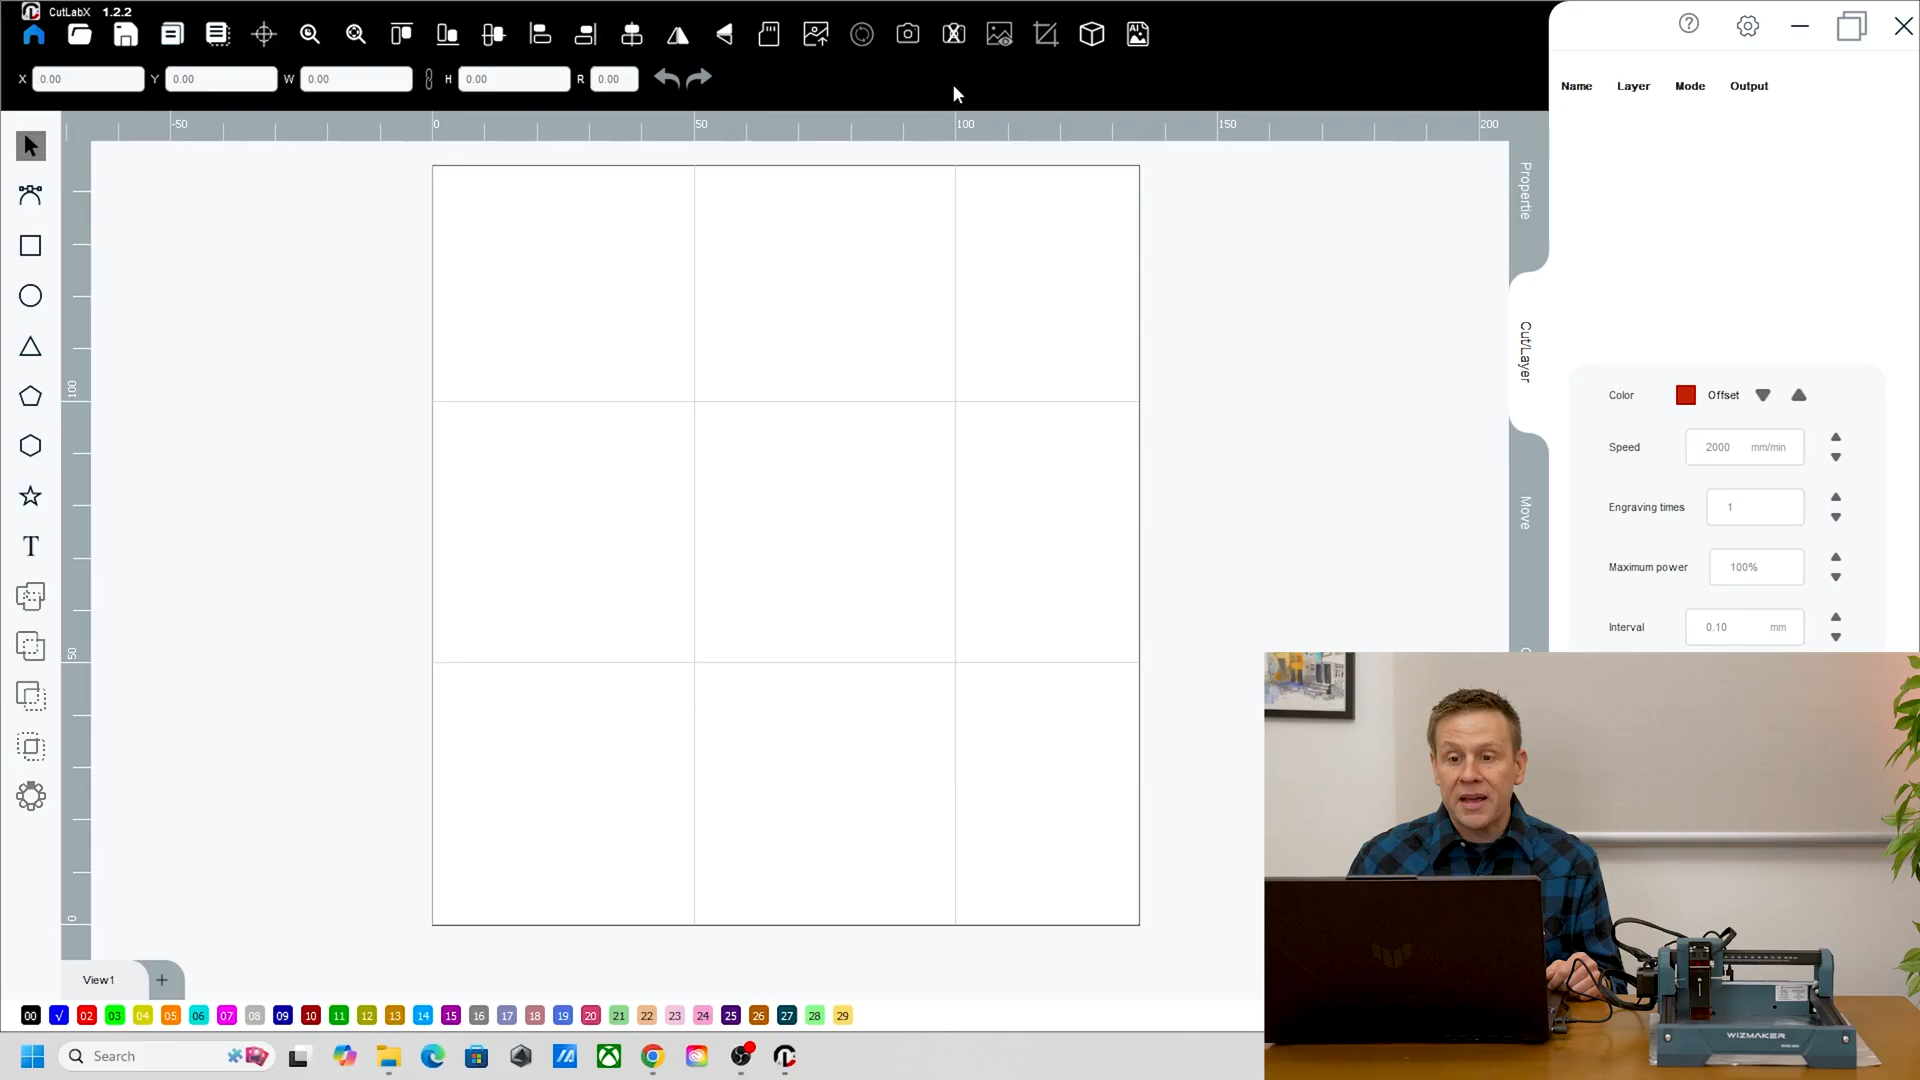 CutLabX 1.2.2
X 0.00 Y 0.00 W 0.00 H 0.00 R 0.00
-50 0 50 100 150 200
Name Layer Mode Output
Propertie
Cut/Layer
Move
100
50
0
Color Offset
Speed 2000 mm/min
Engraving times 1
Maximum power 100%
Interval 0.10 mm
T
View1 +
00 √ 02 03 04 05 06 07 08 09 10 11 12 13 14 15 16 17 18 19 20 21 22 23 24 25 26 27 28 29
Search
WIZMAKER